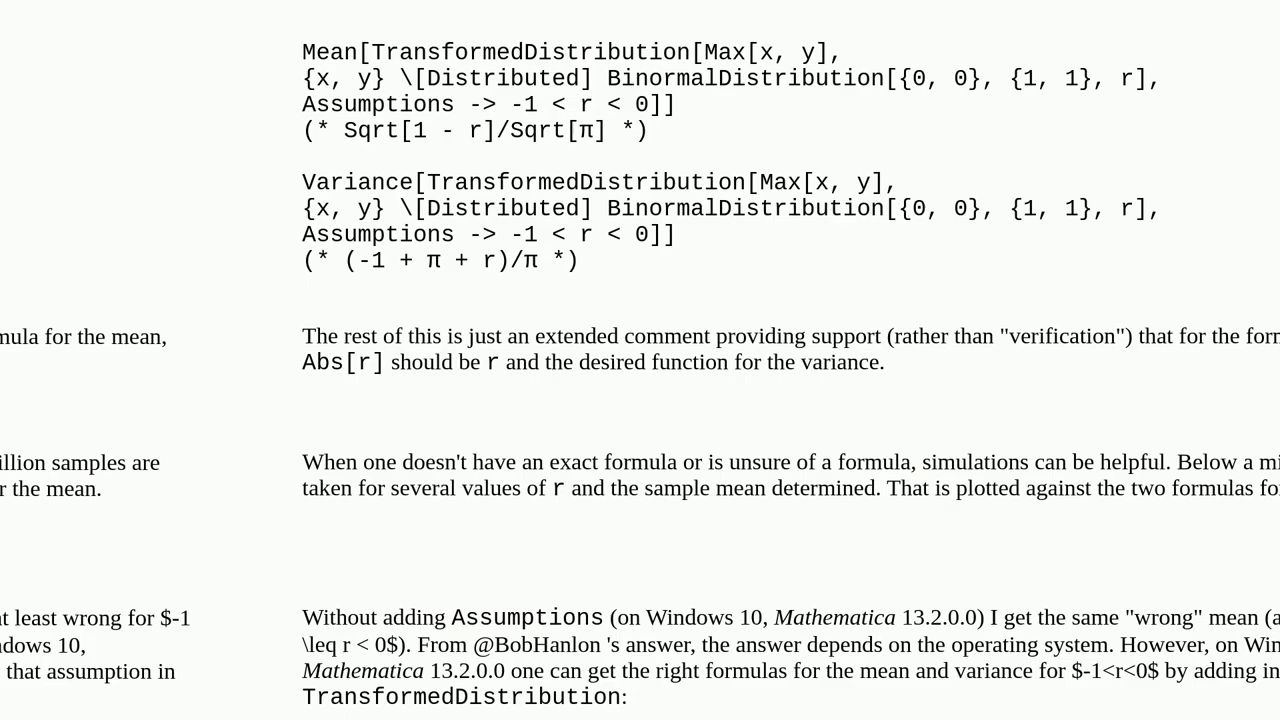 Mean[TransformedDistribution[Max[x, y],
{x, y} \[Distributed] BinormalDistribution[{0, 0}, {1, 1}, r],
Assumptions -> -1 < r < 0]]
(* Sqrt[1 - r]/Sqrt[π] *)
Variance[TransformedDistribution[Max[x, y],
{x, y} \[Distributed] BinormalDistribution[{0, 0}, {1, 1}, r],
Assumptions -> -1 < r < 0]]
(* (-1 + π + r)/π *)
mula for the mean,
The rest of this is just an extended comment providing support (rather than "verification") that for the for
Abs[r] should be r and the desired function for the variance.
illion samples are
r the mean.
When one doesn't have an exact formula or is unsure of a formula, simulations can be helpful. Below a mi
taken for several values of r and the sample mean determined. That is plotted against the two formulas fo
t least wrong for $-1
dows 10,
that assumption in
Without adding Assumptions (on Windows 10, Mathematica 13.2.0.0) I get the same "wrong" mean (a
\leq r < 0$). From @BobHanlon 's answer, the answer depends on the operating system. However, on Win
Mathematica 13.2.0.0 one can get the right formulas for the mean and variance for $-1<r<0$ by adding in
TransformedDistribution: